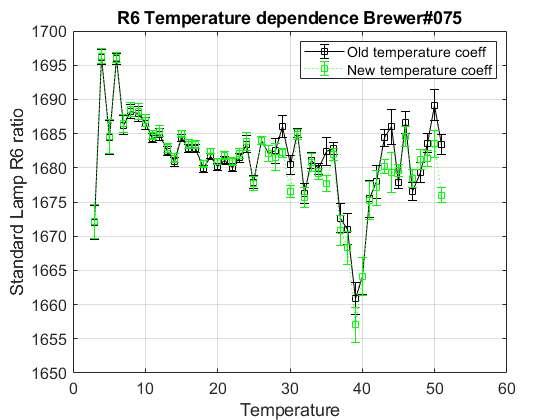 R6 Temperature dependence Brewer#075
Old temperature coeff
New temperature coeff
Standard Lamp R6 ratio
1700
1695
1690
1685
1680
1675
1670
1665
1660
1655
1650
0 10 20 30 40 50 60
Temperature